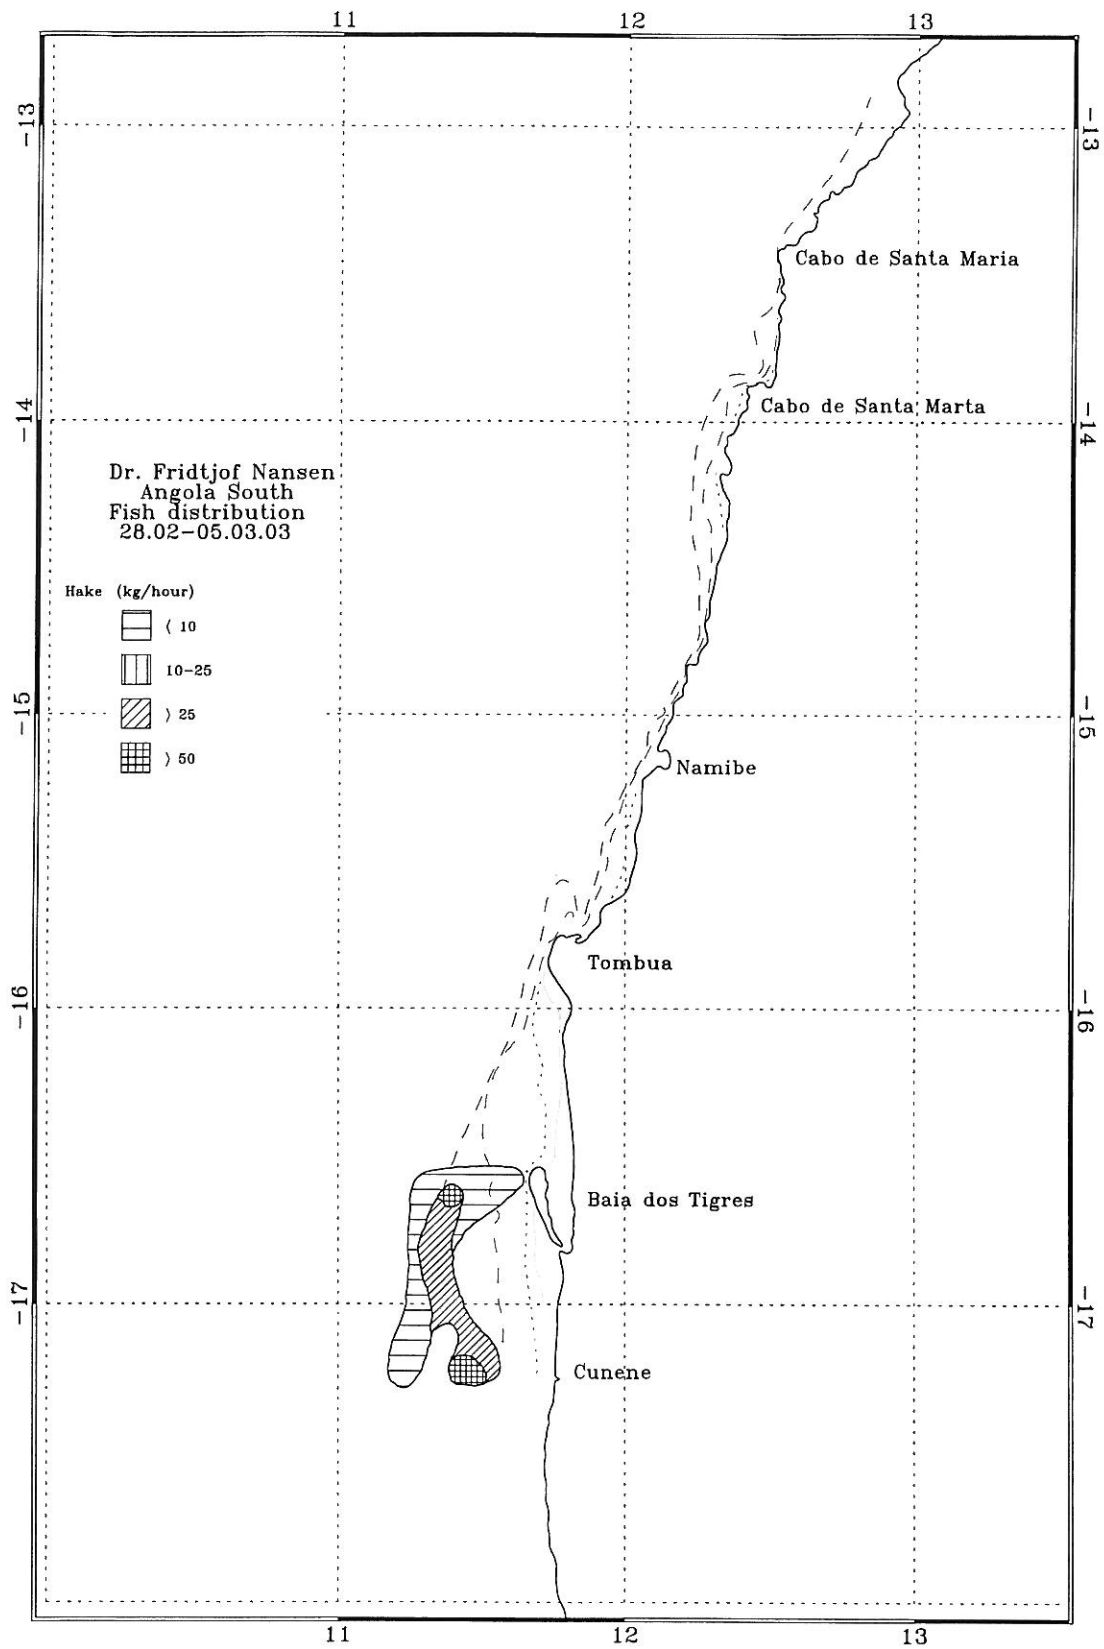 11 12 13
-13 -13
Cabo de Santa Maria
-14 -14
Cabo de Santa Marta
Dr. Fridtjof Nansen
Angola South
Fish distribution
28.02-05.03.03
Hake (kg/hour)
< 10
10-25
> 25
> 50
-15 -15
Namibe
Tombua
-16 -16
Baia dos Tigres
-17 -17
Cunene
11 12 13